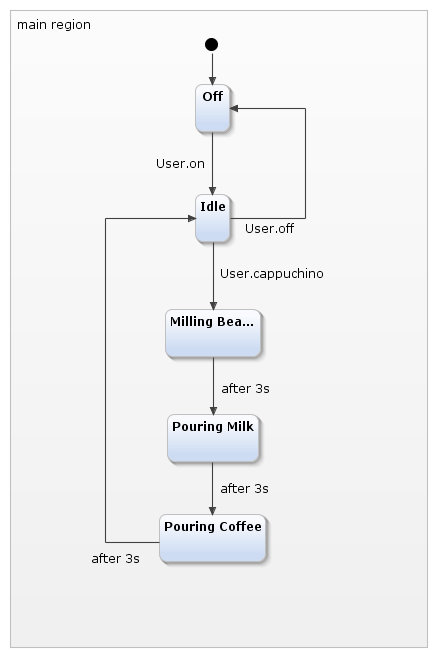 main region
Off
User.on
Idle
User.off
User.cappuchino
Milling Bea...
after 3s
Pouring Milk
after 3s
Pouring Coffee
after 3s